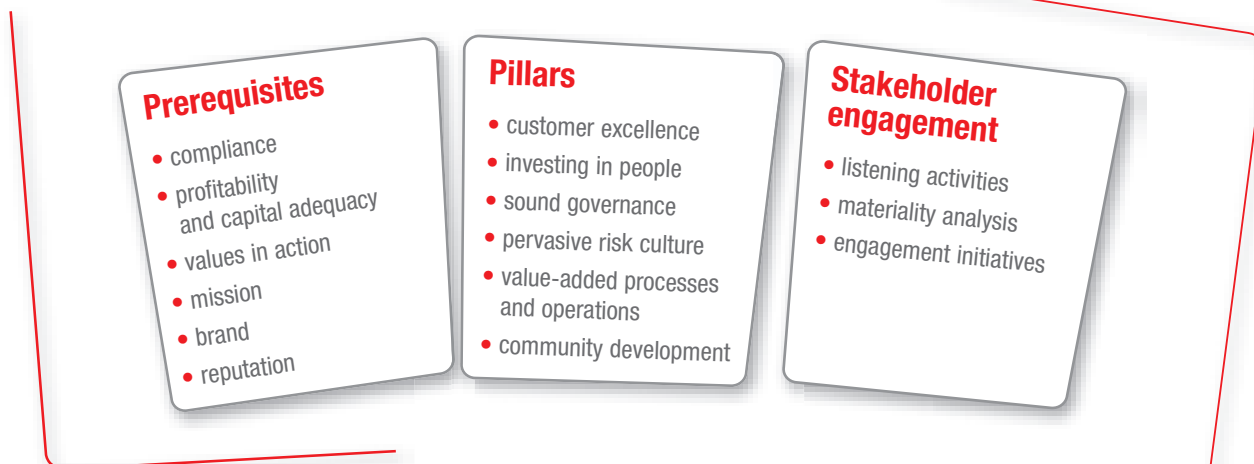 Prerequisites
• compliance
• profitability
and capital adequacy
• values in action
• mission
• brand
• reputation
Pillars
• customer excellence
• investing in people
• sound governance
• pervasive risk culture
• value-added processes
and operations
• community development
Stakeholder
engagement
• listening activities
• materiality analysis
• engagement initiatives